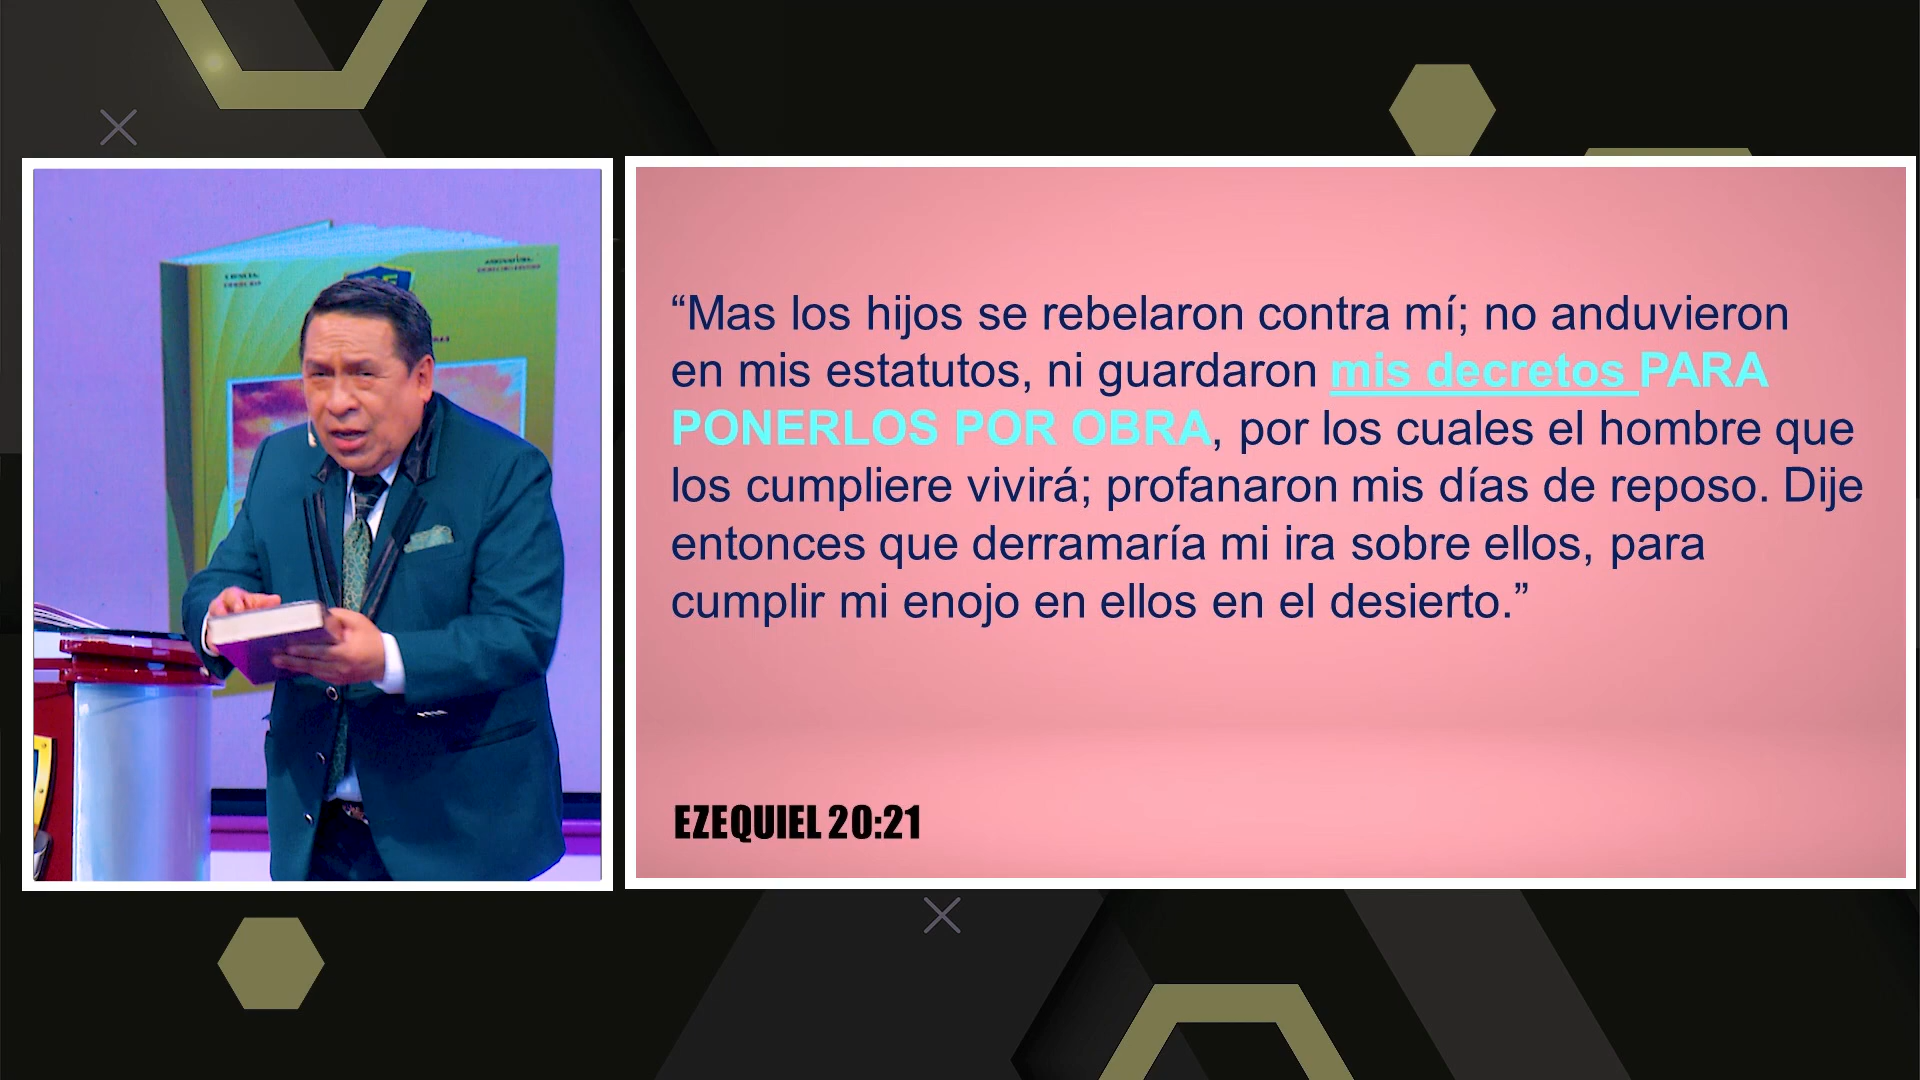 “Mas los hijos se rebelaron contra mí; no anduvieron
en mis estatutos, ni guardaron mis decretos PARA
PONERLOS POR OBRA, por los cuales el hombre que
los cumpliere vivirá; profanaron mis días de reposo. Dije
entonces que derramaría mi ira sobre ellos, para
cumplir mi enojo en ellos en el desierto.”
EZEQUIEL 20:21